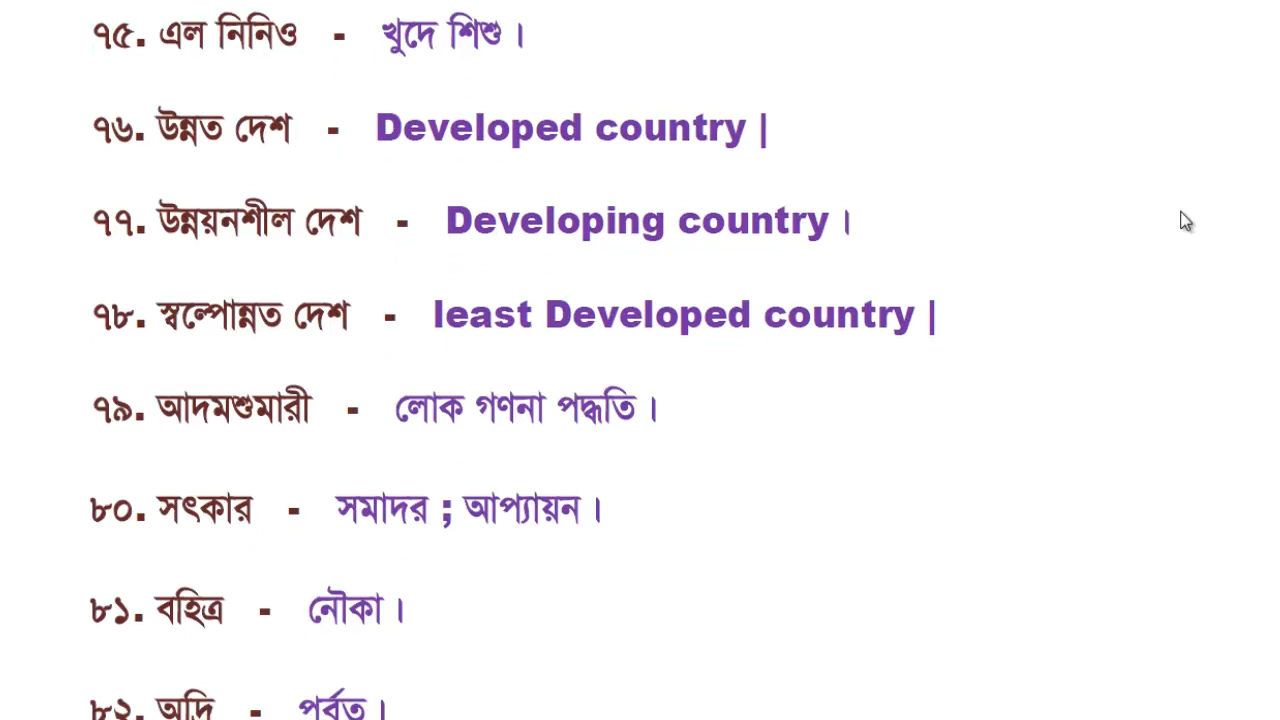 ৭৫. এল নিনিও - খুদে শিশু ।
৭৬. উন্নত দেশ - Developed country |
৭৭. উন্নয়নশীল দেশ - Developing country ।
৭৮. স্বল্পোন্নত দেশ - least Developed country |
৭৯. আদমশুমারী - লোক গণনা পদ্ধতি ।
৮০. সৎকার - সমাদর ; আপ্যায়ন ।
৮১. বহিত্র - নৌকা ।
৮২. অদ্রি - পর্বত ।